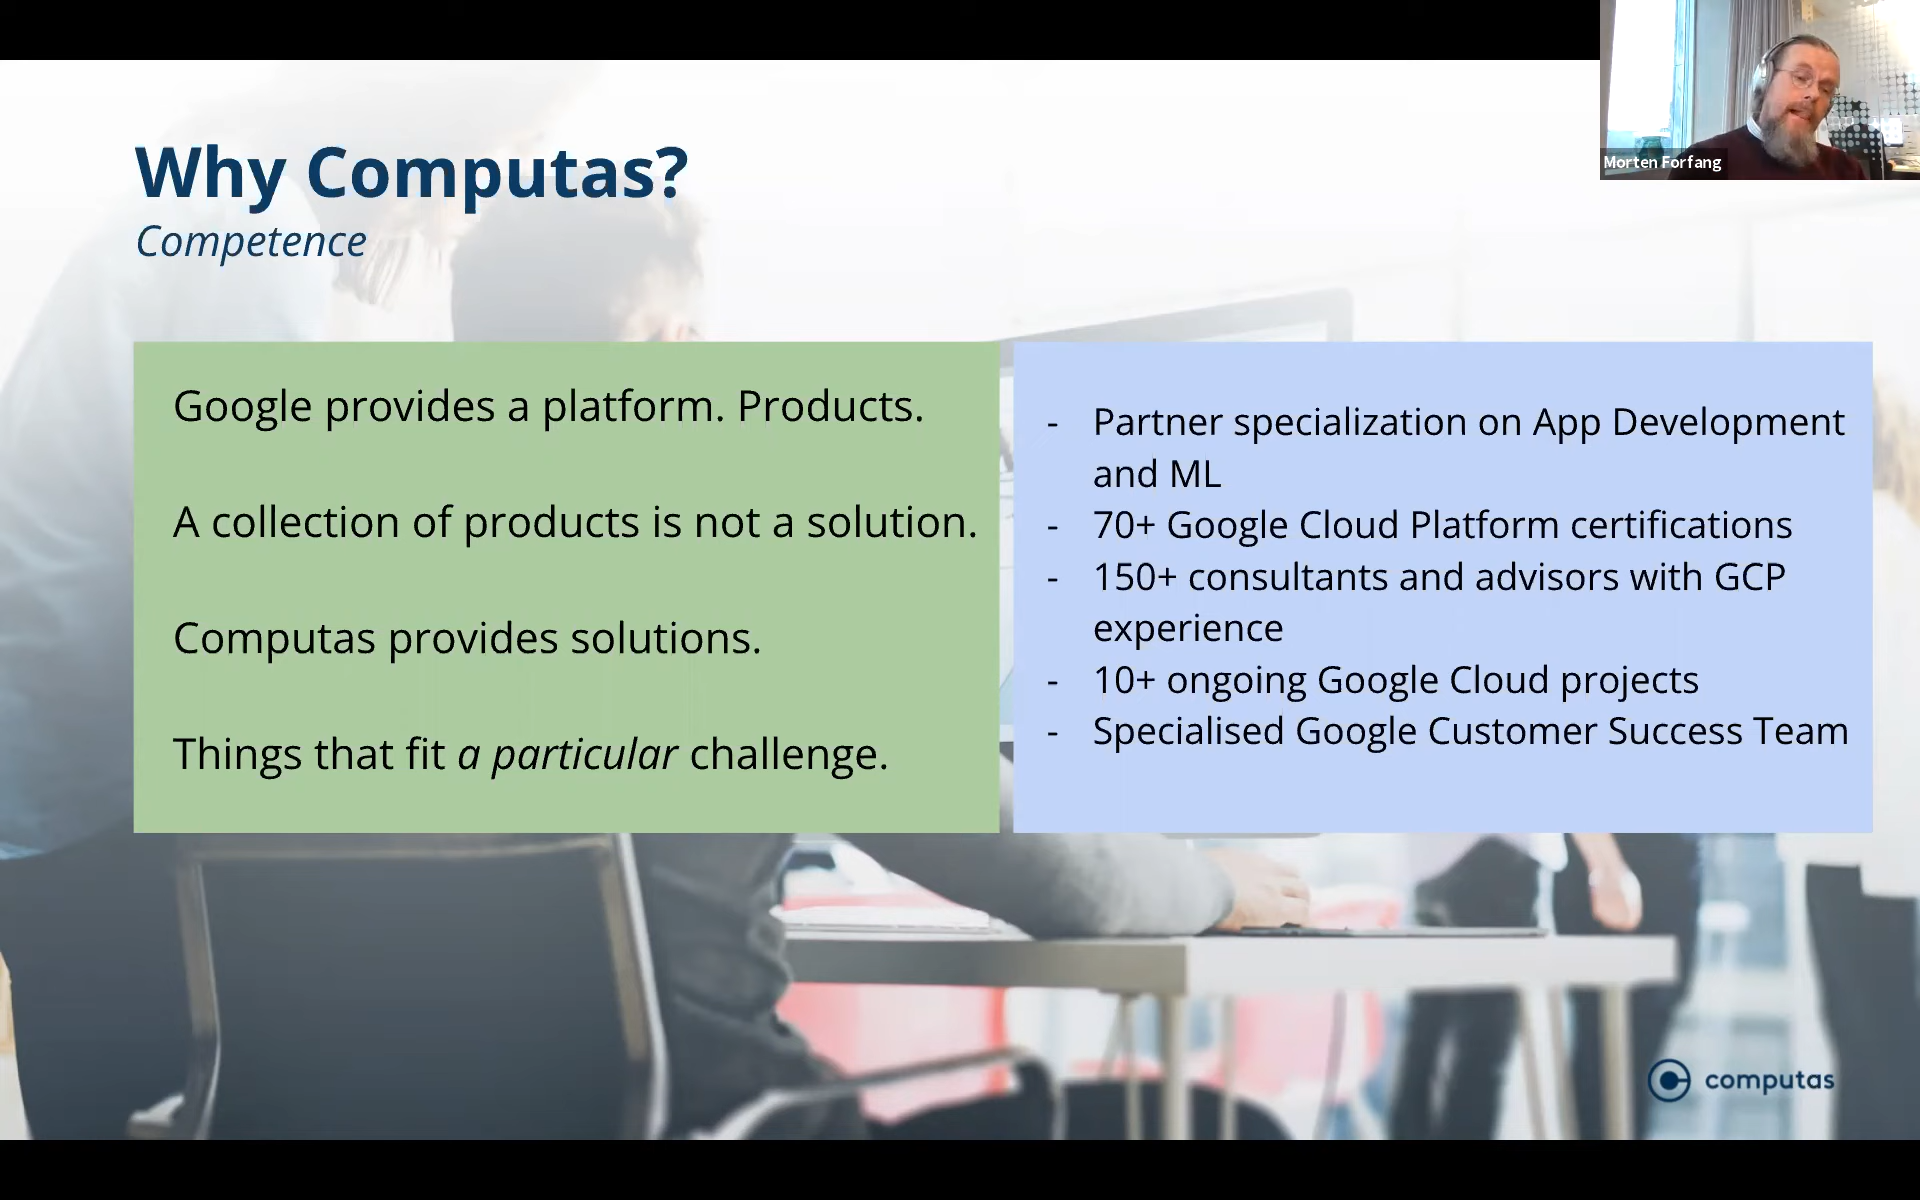 Morten Forfang
Why Computas?
Competence
Google provides a platform. Products.
A collection of products is not a solution.
Computas provides solutions.
Things that fit a particular challenge.
- Partner specialization on App Development
and ML
- 70+ Google Cloud Platform certifications
- 150+ consultants and advisors with GCP
experience
- 10+ ongoing Google Cloud projects
- Specialised Google Customer Success Team
computas